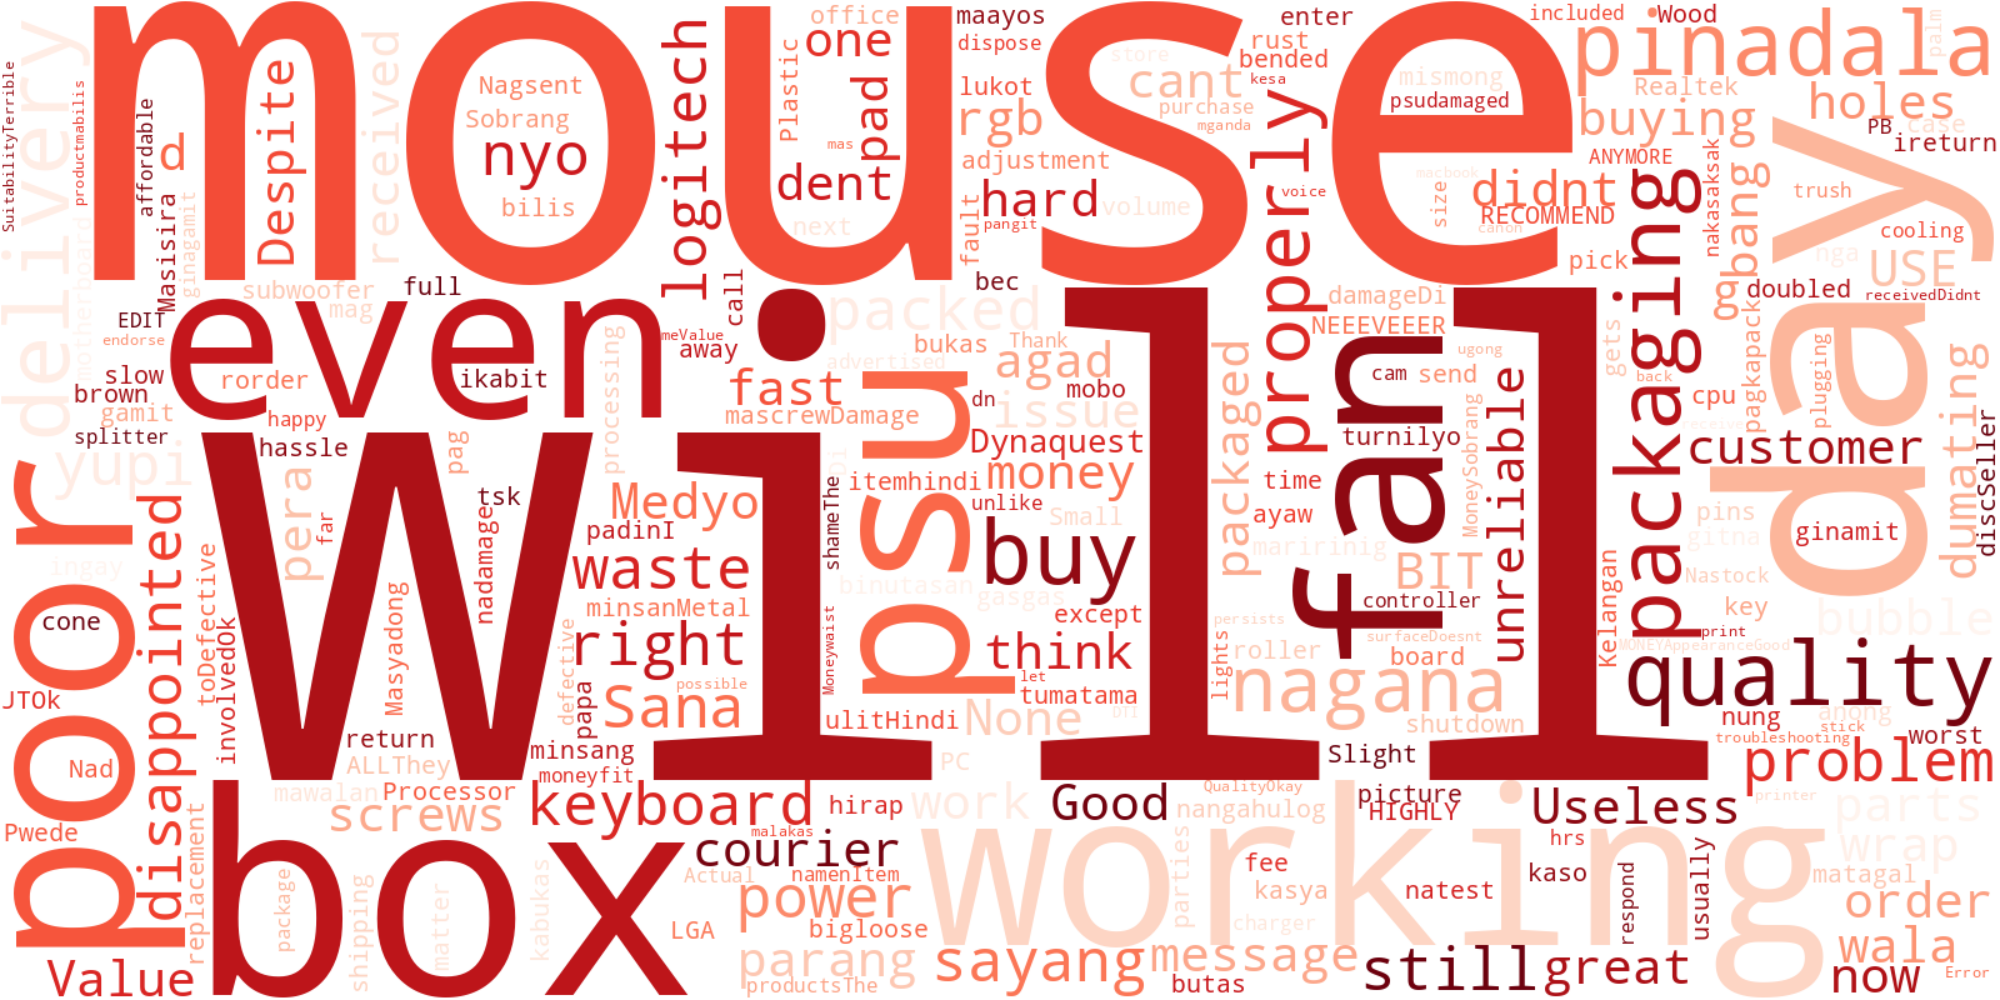 mouse
will
even
box
working
day
psu
fan
poor
quality
buy
packaging
delivery
pinadala
disappointed
SuitabilityTerrible
productmabilis
motherboard
affordable
Masisira
ginagamit
d
Despite
received
Nagsent
Sobrang
nyo
bilis
logitech
office
one
Plastic
mas
pad
dent
next
maayos
dispose
lukot
rgb
adjustment
hard
fault
pangit
bec
store
cant
purchase
mganda
volume
enter
rust
bended
kesa
properly
voice
mismong
psudamaged
macbook
size
didnt
RECOMMEND
canon
included
Wood
palm
Realtek
holes
buying
PB
case
ireturn
ANYMORE
nakasaksak
trush
cooling
nga
USE
pick
gabang
doubled
receivedDidnt
subwoofer
mag
full
EDIT
endorse
slow
brown
gamit
splitter
rorder
happy
hassle
ikabit
call
meValue
away
fast
mascrewDamage
packed
advertised
bukas
Thank
agad
mobo
dn
issue
Dynaquest
money
itemhindi
unlike
damageDi
NEEEVEEER
ugong
cam
send
turnilyo
MoneySobrang
unreliable
gets
back
cpu
receive
pagkapack
plugging
customer
dumating
discSeller
yupi
pera
far
pag
processing
tsk
nadamage
Medyo
padinI
waste
minsanMetal
right
shameThe
Di
Small
binutasan
gasgas
except
think
let
tumatama
packaged
time
ayaw
maririnig
BIT
controller
persists
surfaceDoesnt
board
roller
lights
nagana
shutdown
Kelangan
print
MONEYAppearanceGood
pins
gitna
Nastock
key
ginamit
bubble
ingay
cone
JTOk
Nad
Pwede
toDefective
involvedOk
Masyadong
defective
papa
possible
Sana
Moneywaist
ulitHindi
None
DTI
PC
return
ALLThey
minsang
moneyfit
Slight
nung
anong
stick
troubleshooting
worst
problem
mawalan
Processor
screws
keyboard
hirap
malakas
work
Good
QualityOkay
nangahulog
picture
HIGHLY
Useless
printer
parts
hrs
wrap
replacement
package
shipping
matter
kabukas
courier
Actual
namenItem
LGA
power
bigloose
parang
productsThe
sayang
message
butas
parties
fee
kasya
charger
natest
kaso
respond
usually
matagal
order
wala
Value
still
great
now
Error